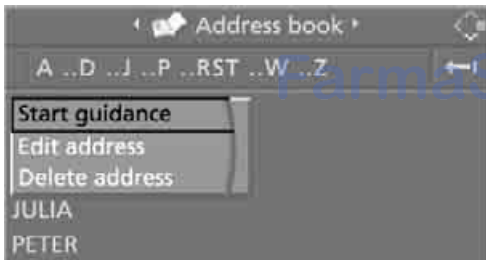 Address book
A ..D ..J ..P ..RST ..W ..Z
Start guidance
Edit address
Delete address
JULIA
PETER